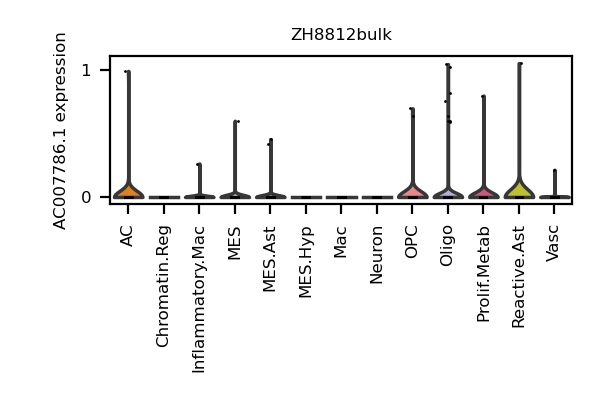 ZH8812bulk
AC007786.1 expression
1
0
AC
Chromatin.Reg
Inflammatory.Mac
MES
MES.Ast
MES.Hyp
Mac
Neuron
OPC
Oligo
Prolif.Metab
Reactive.Ast
Vasc